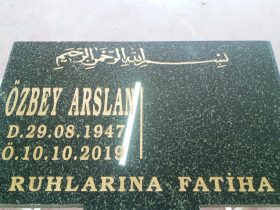 بسم الله الرحمن الرحيم
ÖZBEY ARSLAN
D.29.08.1947
Ö.10.10.2019
RUHLARINA FATİHA